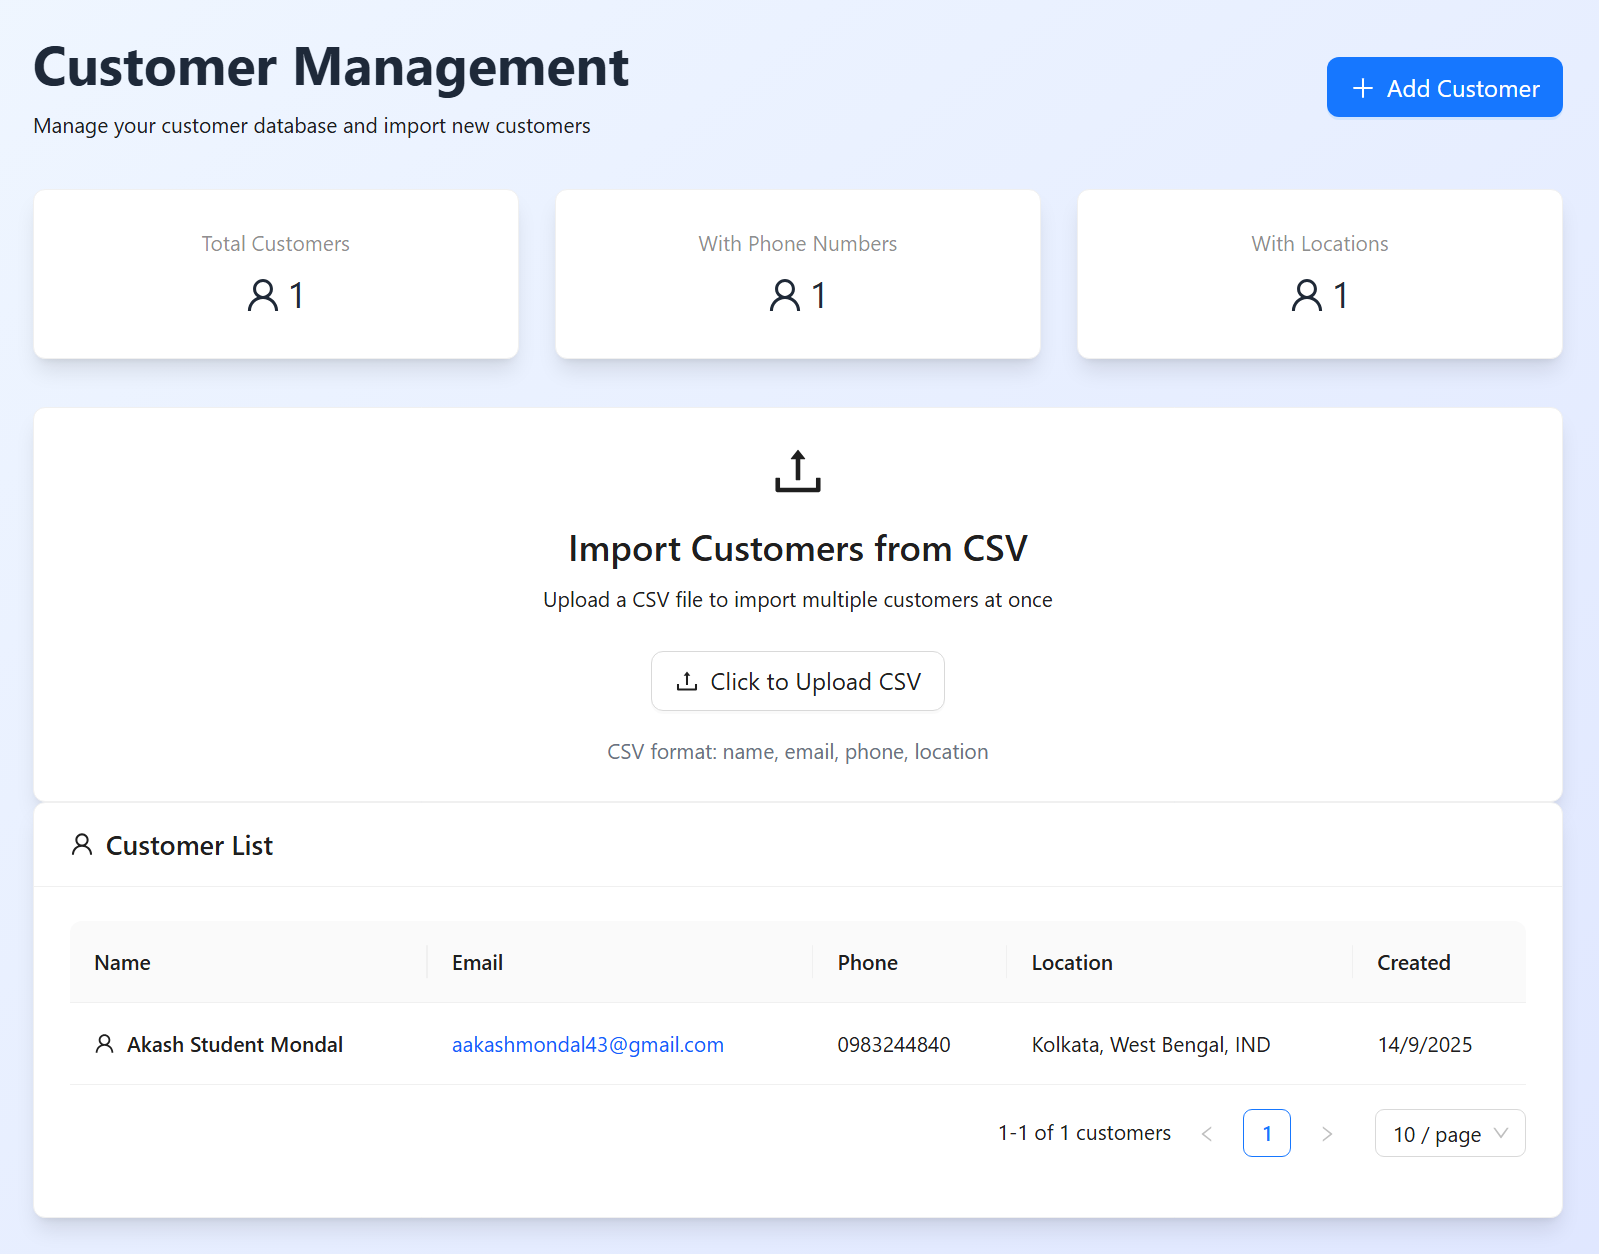 Customer Management
Manage your customer database and import new customers
Add Customer
Total Customers
1
With Phone Numbers
1
With Locations
1
Import Customers from CSV
Upload a CSV file to import multiple customers at once
Click to Upload CSV
CSV format: name, email, phone, location
Customer List
Name Email Phone Location Created
Akash Student Mondal aakashmondal43@gmail.com 0983244840 Kolkata, West Bengal, IND 14/9/2025
1-1 of 1 customers 1 10 / page